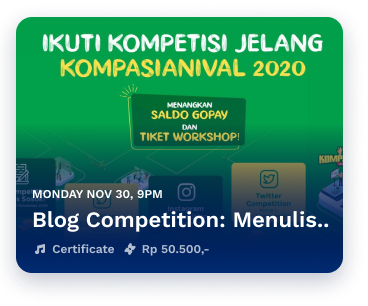 IKUTI KOMPETISI JELANG
KOMPASIANIVAL 2020
MENANGKAN
SALDO GOPAY
DAN
TIKET WORKSHOP!
Twitter
Competition
MONDAY NOV 30, 9PM
Blog Competition: Menulis..
Certificate Rp 50.500,-